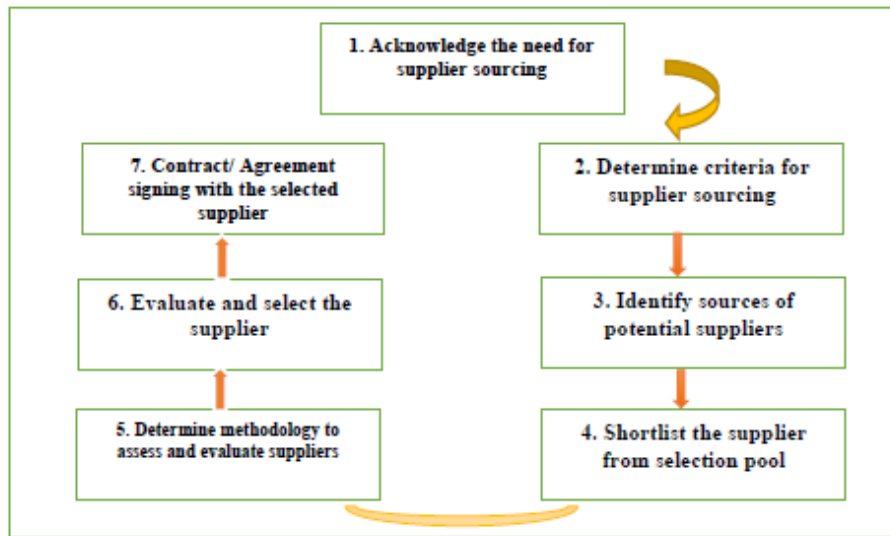 1. Acknowledge the need for
supplier sourcing
2. Determine criteria for
supplier sourcing
3. Identify sources of
potential suppliers
4. Shortlist the supplier
from selection pool
5. Determine methodology to
assess and evaluate suppliers
6. Evaluate and select the
supplier
7. Contract/ Agreement
signing with the selected
supplier